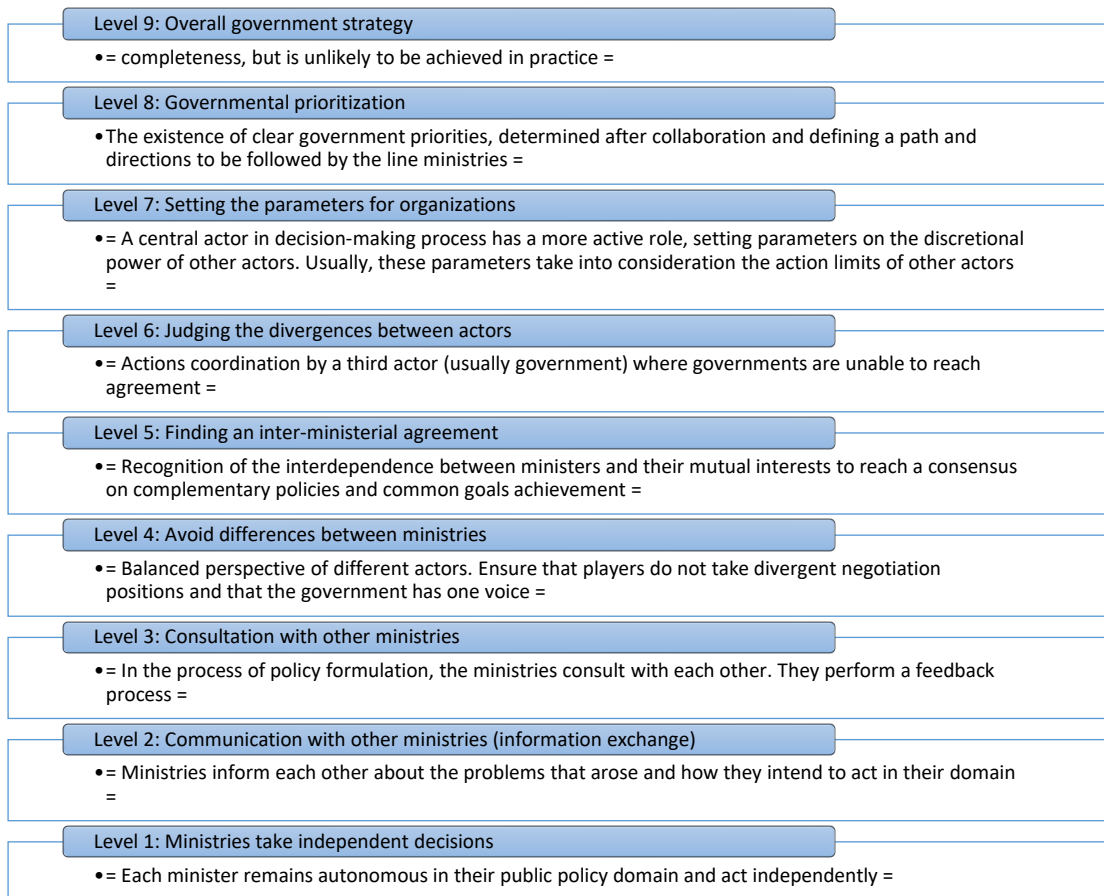 Level 9: Overall government strategy
•= completeness, but is unlikely to be achieved in practice =
Level 8: Governmental prioritization
•The existence of clear government priorities, determined after collaboration and defining a path and
directions to be followed by the line ministries =
Level 7: Setting the parameters for organizations
•= A central actor in decision-making process has a more active role, setting parameters on the discretional
power of other actors. Usually, these parameters take into consideration the action limits of other actors
=
Level 6: Judging the divergences between actors
•= Actions coordination by a third actor (usually government) where governments are unable to reach
agreement =
Level 5: Finding an inter-ministerial agreement
•= Recognition of the interdependence between ministers and their mutual interests to reach a consensus
on complementary policies and common goals achievement =
Level 4: Avoid differences between ministries
•= Balanced perspective of different actors. Ensure that players do not take divergent negotiation
positions and that the government has one voice =
Level 3: Consultation with other ministries
•= In the process of policy formulation, the ministries consult with each other. They perform a feedback
process =
Level 2: Communication with other ministries (information exchange)
•= Ministries inform each other about the problems that arose and how they intend to act in their domain
=
Level 1: Ministries take independent decisions
•= Each minister remains autonomous in their public policy domain and act independently =